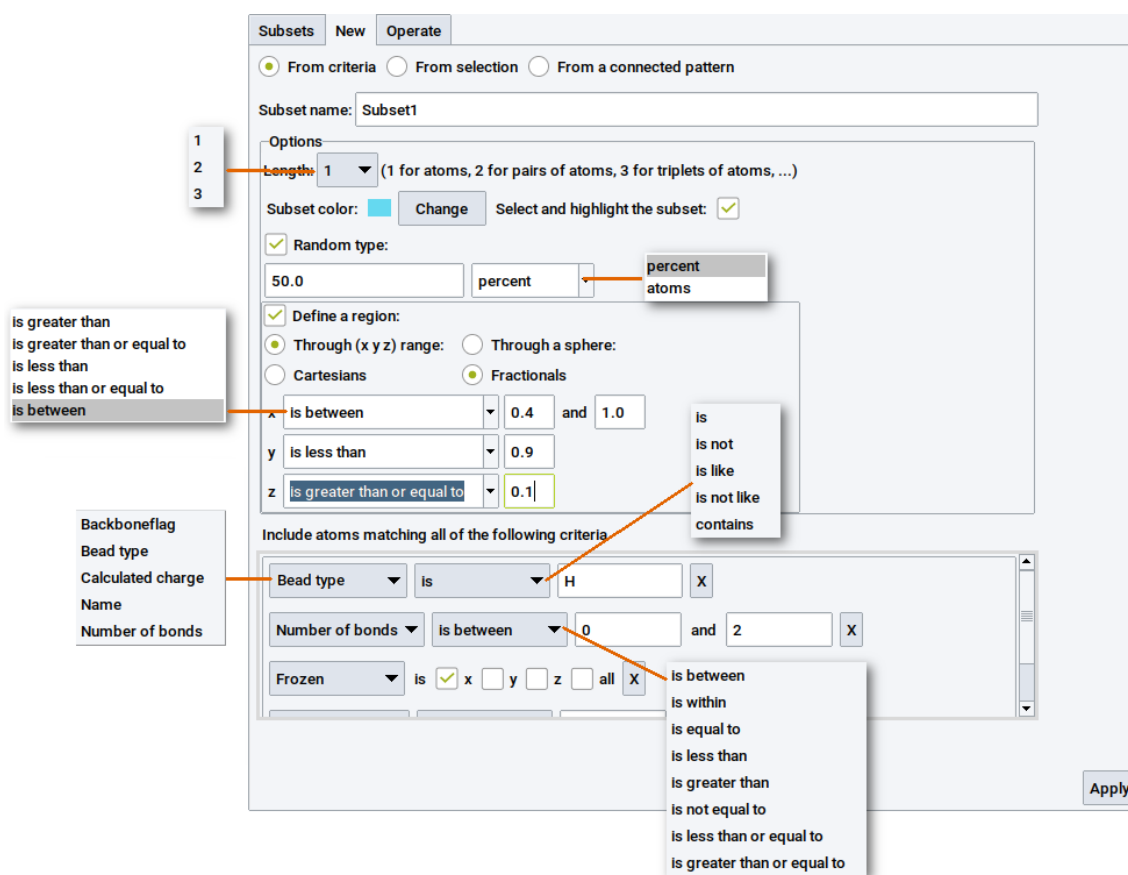 Subsets New Operate
From criteria From selection From a connected pattern
Subset name: Subset1
1
2
3
Options
Length: 1 (1 for atoms, 2 for pairs of atoms, 3 for triplets of atoms, ...)
Subset color: Change Select and highlight the subset:
Random type:
50.0 percent
percent
atoms
Define a region:
Through (x y z) range: Through a sphere:
Cartesians Fractionals
is greater than
is greater than or equal to
is less than
is less than or equal to
is between
x is between 0.4 and 1.0
y is less than 0.9
z is greater than or equal to 0.1
is
is not
is like
is not like
contains
Include atoms matching all of the following criteria
Backboneflag
Bead type
Calculated charge
Name
Number of bonds
Bead type is H X
Number of bonds is between 0 and 2 X
Frozen is x y z all X
is between
is within
is equal to
is less than
is greater than
is not equal to
is less than or equal to
is greater than or equal to
Apply